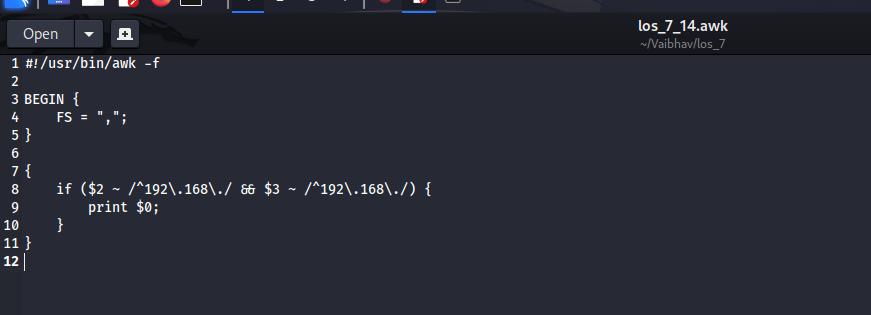 Open
los_7_14.awk
~/Vaibhav/los_7
1 #!/usr/bin/awk -f
2
3 BEGIN {
4     FS = ",";
5 }
6
7 {
8     if ($2 ~ /^192\.168\./ && $3 ~ /^192\.168\./) {
9         print $0;
10     }
11 }
12